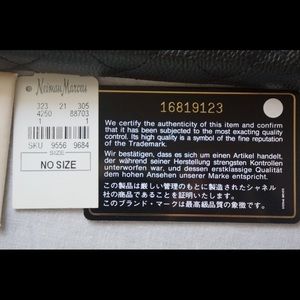 Neiman Marcus
323 21 305
4250 88703
1 1
SKU 9556 9684
SIZE
NO SIZE
16819123
We certify the authenticity of this item and confirm
that it has been subjected to the most exacting quality
control. Its high quality is a symbol of the fine reputation
of the Trademark.
Wir bestätigen, dass es sich um einen Artikel handelt,
der während seiner Herstellung strengsten Kontrollen
unterworfen war, und dessen erstklassige Qualität
dem hohen Ansehen unserer Marke entspricht.
この製品は厳しい管理のもとに製造されたシャネル
社の商品であることを証明いたします。
このブランド・マークは最高級品質の象徴です。